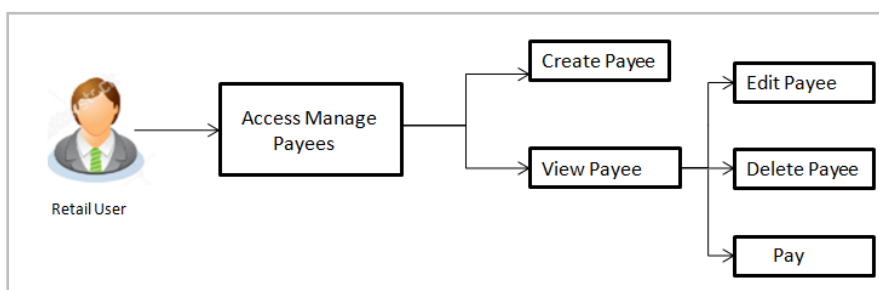 Create Payee
Edit Payee
Access Manage
Payees
View Payee
Delete Payee
Retail User
Pay